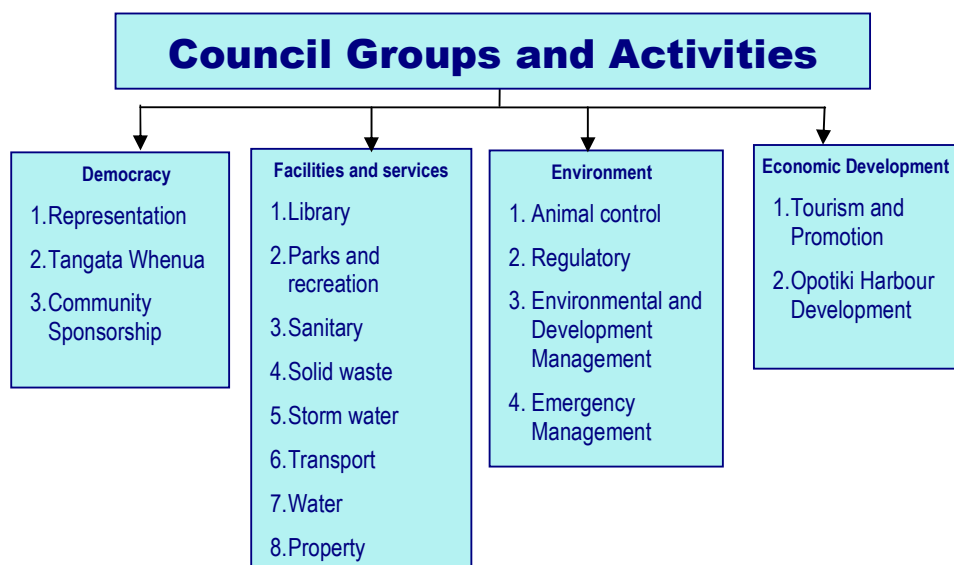 Council Groups and Activities
Democracy
1.Representation
2.Tangata Whenua
3.Community
Sponsorship
Facilities and services
1.Library
2.Parks and
recreation
3.Sanitary
4.Solid waste
5.Storm water
6.Transport
7.Water
8.Property
Environment
1. Animal control
2. Regulatory
3. Environmental and
Development
Management
4. Emergency
Management
Economic Development
1.Tourism and
Promotion
2.Opotiki Harbour
Development